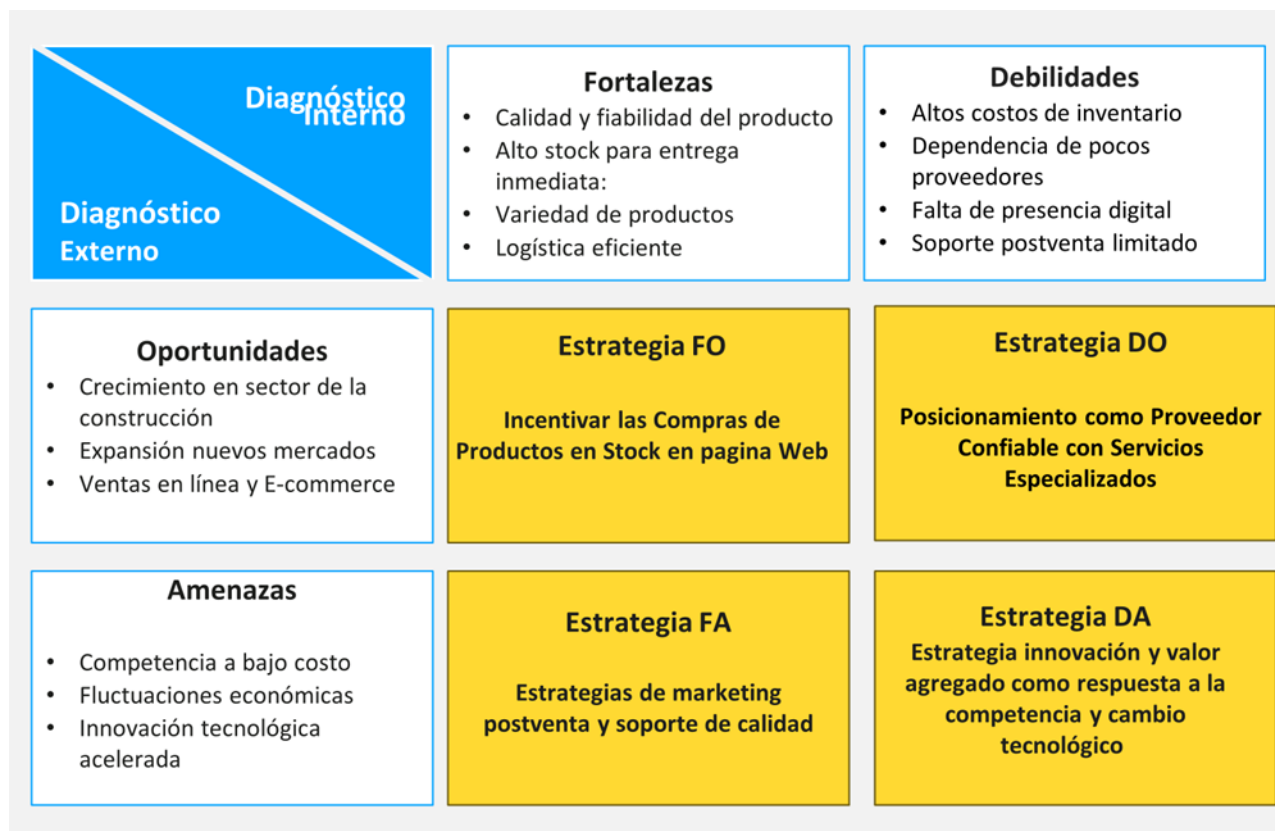 Diagnóstico
Interno
Diagnóstico
Externo
Fortalezas
• Calidad y fiabilidad del producto
• Alto stock para entrega
inmediata:
• Variedad de productos
• Logística eficiente
Debilidades
• Altos costos de inventario
• Dependencia de pocos
proveedores
• Falta de presencia digital
• Soporte postventa limitado
Oportunidades
• Crecimiento en sector de la
construcción
• Expansión nuevos mercados
• Ventas en línea y E-commerce
Estrategia FO
Incentivar las Compras de
Productos en Stock en pagina Web
Estrategia DO
Posicionamiento como Proveedor
Confiable con Servicios
Especializados
Amenazas
• Competencia a bajo costo
• Fluctuaciones económicas
• Innovación tecnológica
acelerada
Estrategia FA
Estrategias de marketing
postventa y soporte de calidad
Estrategia DA
Estrategia innovación y valor
agregado como respuesta a la
competencia y cambio
tecnológico